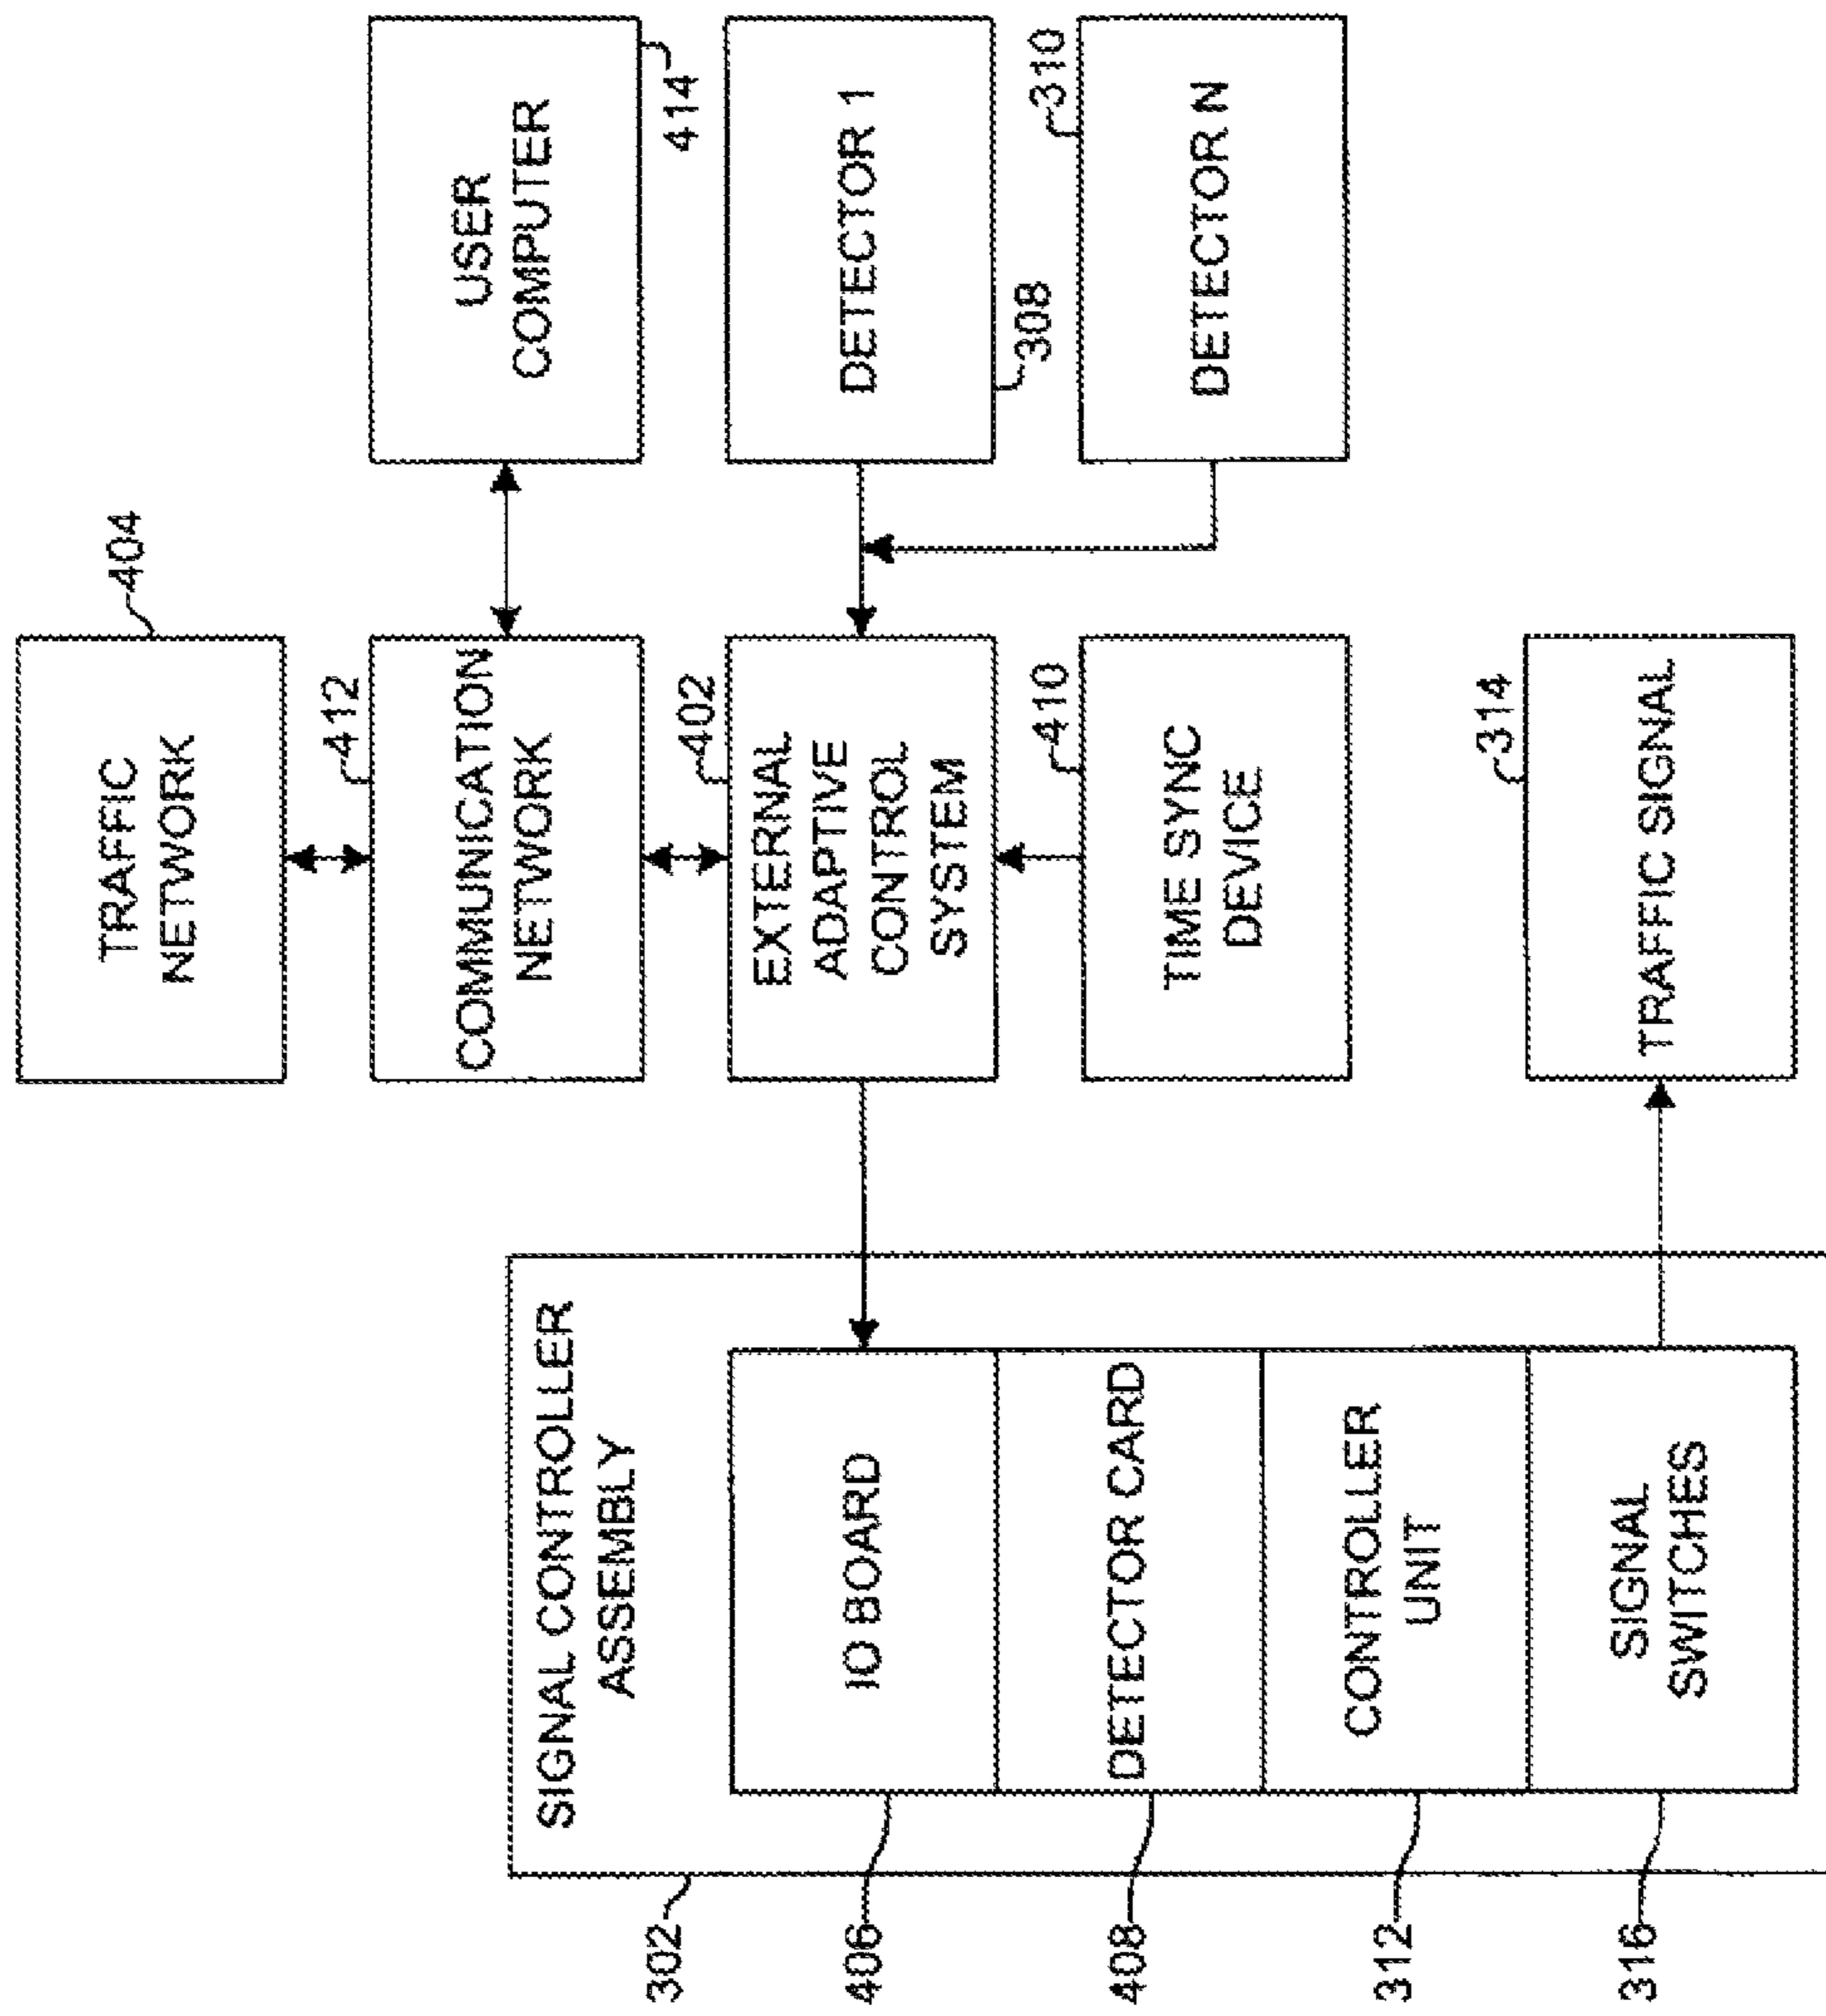 404
TRAFFIC
NETWORK
412
COMMUNICATION
NETWORK
USER
COMPUTER
414
402
EXTERNAL
ADAPTIVE
CONTROL
SYSTEM
DETECTOR 1
308
410
TIME SYNC
DEVICE
310
DETECTOR N
314
TRAFFIC SIGNAL
302
SIGNAL CONTROLLER
ASSEMBLY
406
IO BOARD
408
DETECTOR CARD
312
CONTROLLER
UNIT
316
SIGNAL
SWITCHES